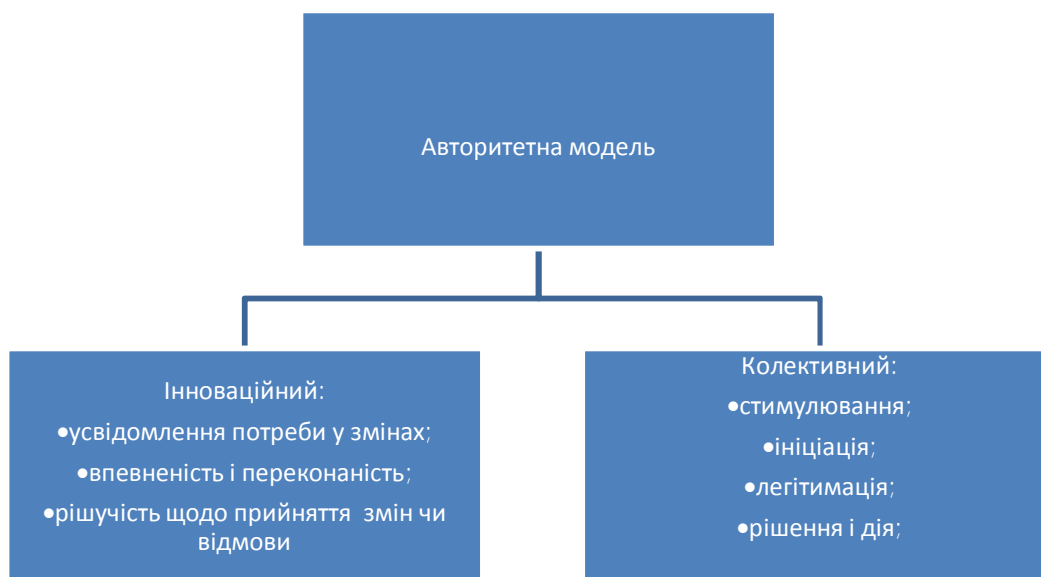 Авторитетна модель
Інноваційний:
•усвідомлення потреби у змінах;
•впевненість і переконаність;
•рішучість щодо прийняття  змін чи
відмови
Колективний:
•стимулювання;
•ініціація;
•легітимація;
•рішення і дія;